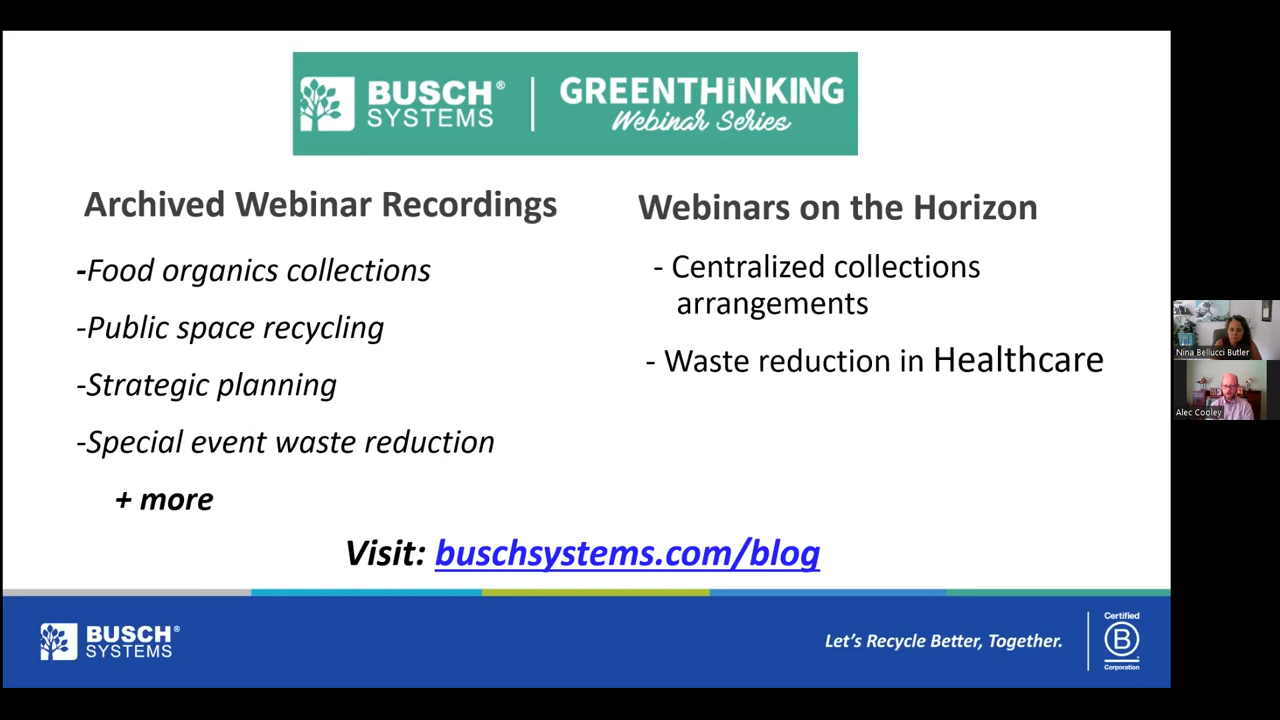 BUSCH®
SYSTEMS
GREENTHiNKING
Webinar Series
Archived Webinar Recordings
-Food organics collections
-Public space recycling
-Strategic planning
-Special event waste reduction
+ more
Webinars on the Horizon
- Centralized collections
arrangements
- Waste reduction in Healthcare
Visit: buschsystems.com/blog
Nina Bellucci Butler
Alec Cooley
BUSCH®
SYSTEMS
Let's Recycle Better, Together.
Certified
B
Corporation